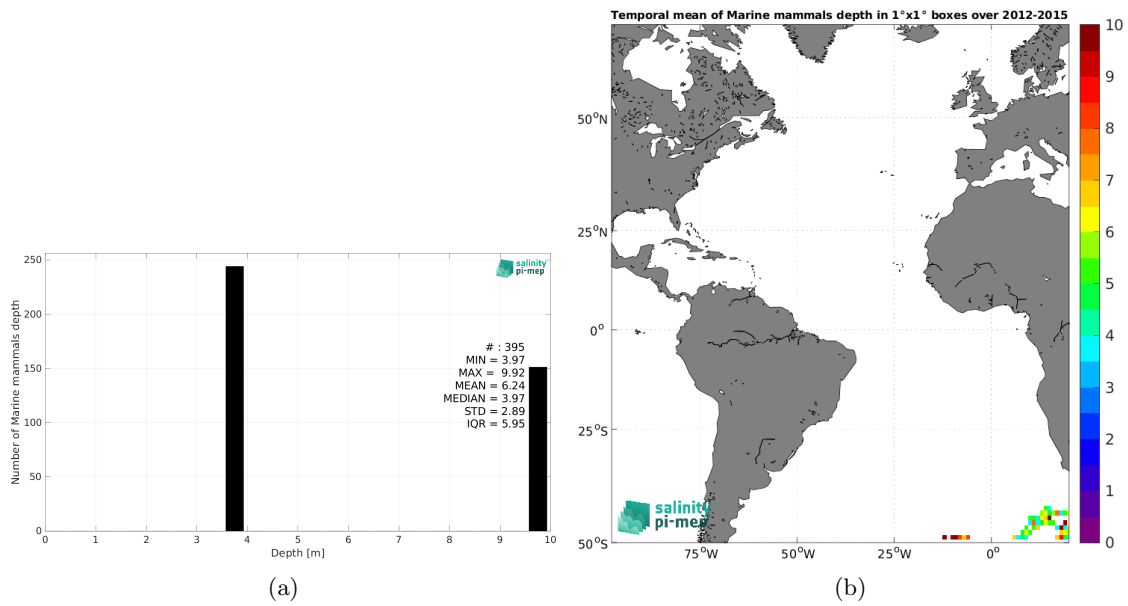 250
200
150
100
50
0
Number of Marine mammals depth
0 1 2 3 4 5 6 7 8 9 10
Depth [m]
salinity
pi-mep
# : 395
MIN = 3.97
MAX = 9.92
MEAN = 6.24
MEDIAN = 3.97
STD = 2.89
IQR = 5.95
(a)
Temporal mean of Marine mammals depth in 1°x1° boxes over 2012-2015
50°N
25°N
0°
25°S
50°S
75°W 50°W 25°W 0°
salinity
pi-mep
10
9
8
7
6
5
4
3
2
1
0
(b)